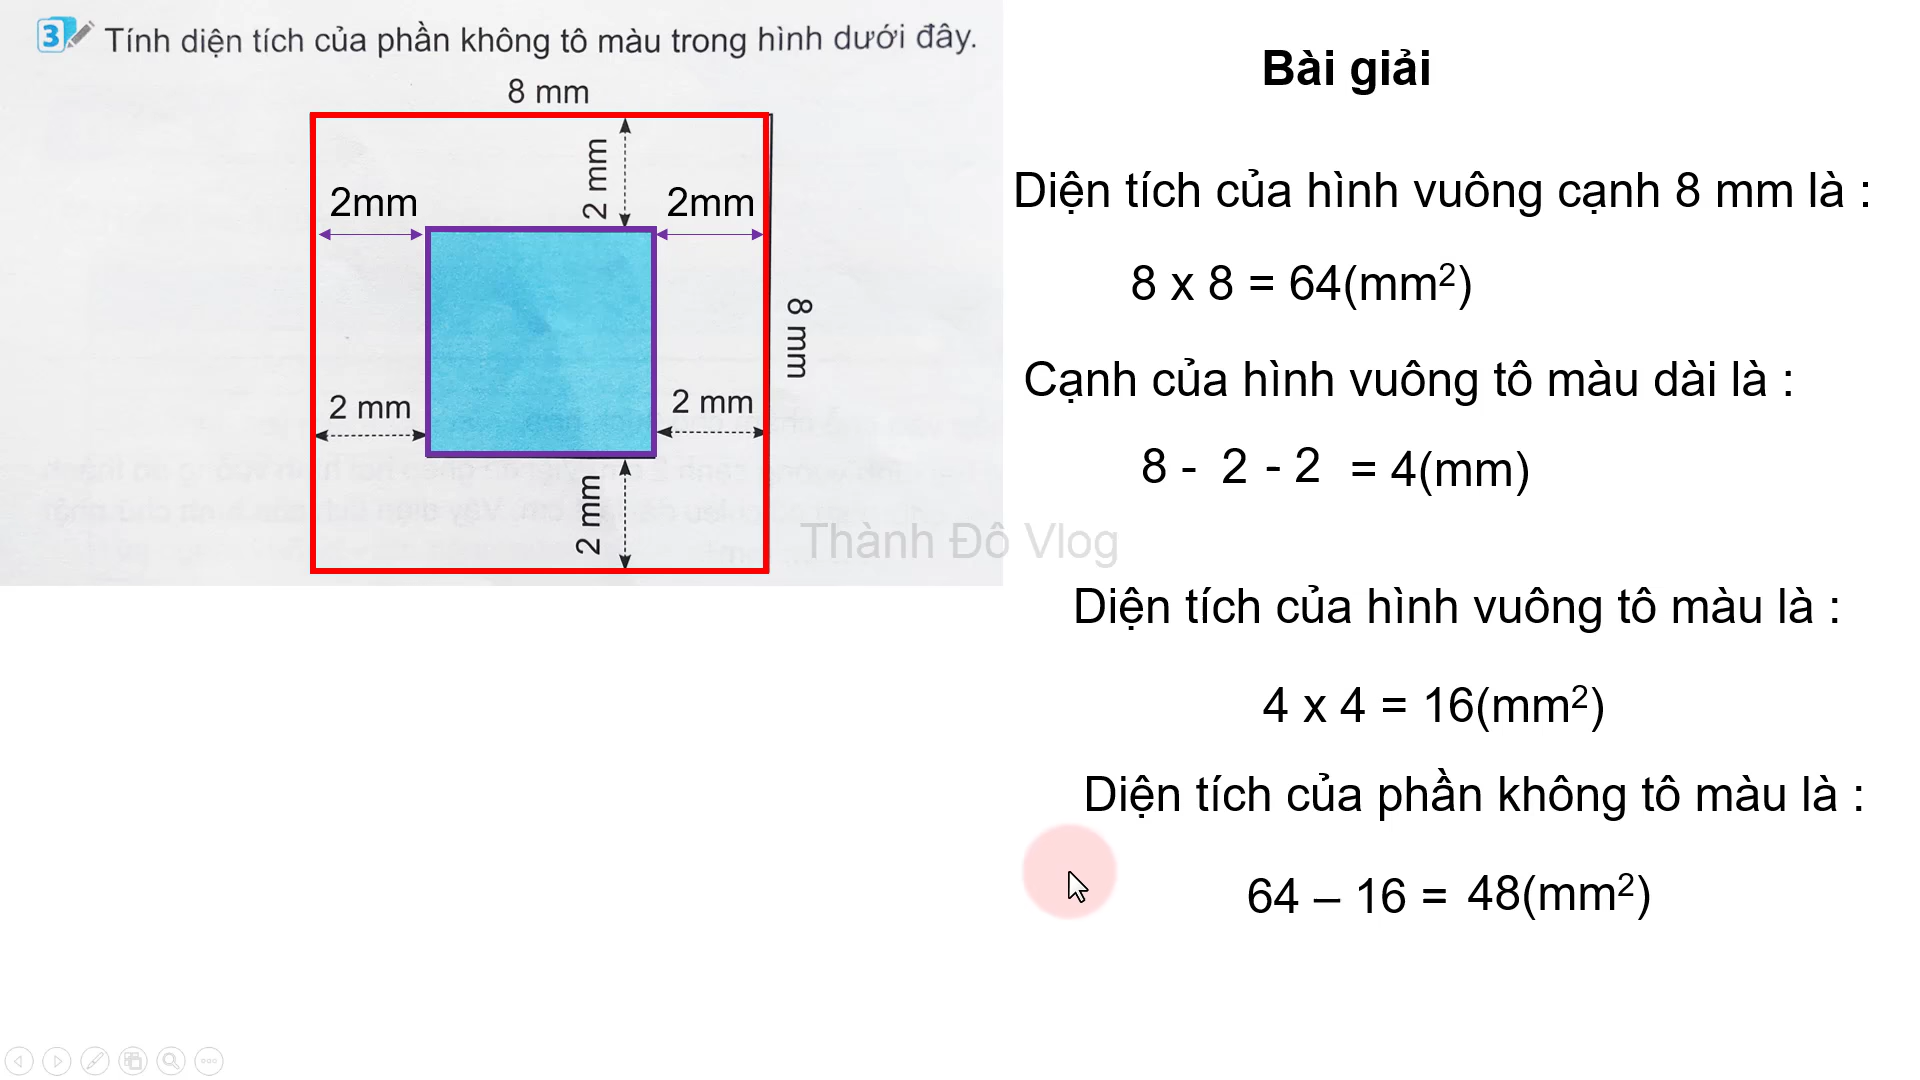 3 Tính diện tích của phần không tô màu trong hình dưới đây.
8 mm
2 mm
2mm
2mm
8 mm
2 mm
2 mm
2 mm
Bài giải
Diện tích của hình vuông cạnh 8 mm là :
8 x 8 = 64(mm²)
Cạnh của hình vuông tô màu dài là :
8 - 2 - 2 = 4(mm)
Thành Đô Vlog
Diện tích của hình vuông tô màu là :
4 x 4 = 16(mm²)
Diện tích của phần không tô màu là :
64 – 16 = 48(mm²)